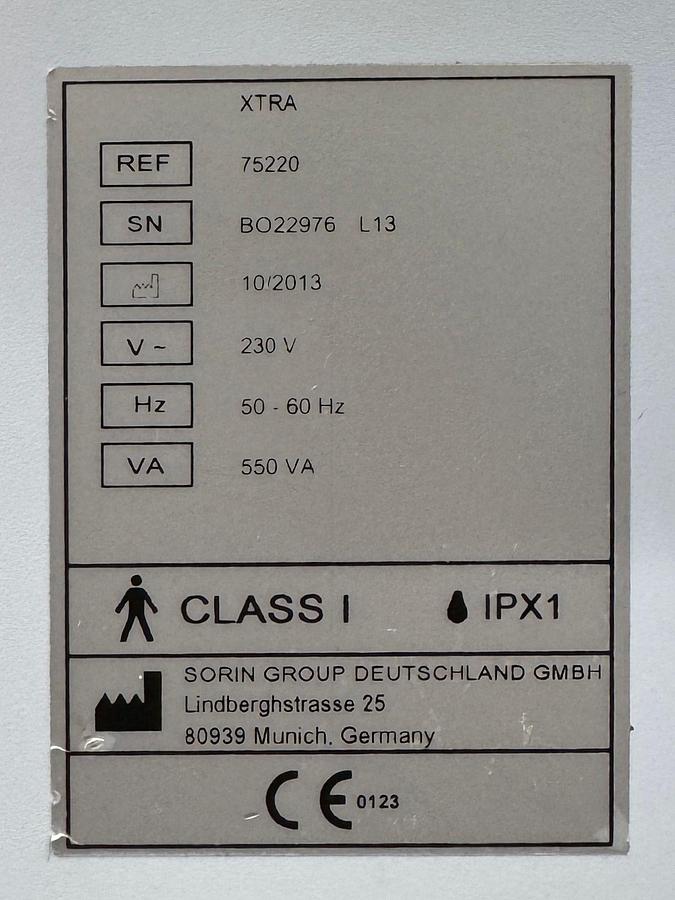 XTRA
REF 75220
SN BO22976 L13
10/2013
V ~ 230 V
Hz 50 - 60 Hz
VA 550 VA
CLASS I IPX1
SORIN GROUP DEUTSCHLAND GMBH
Lindberghstrasse 25
80939 Munich, Germany
CE 0123